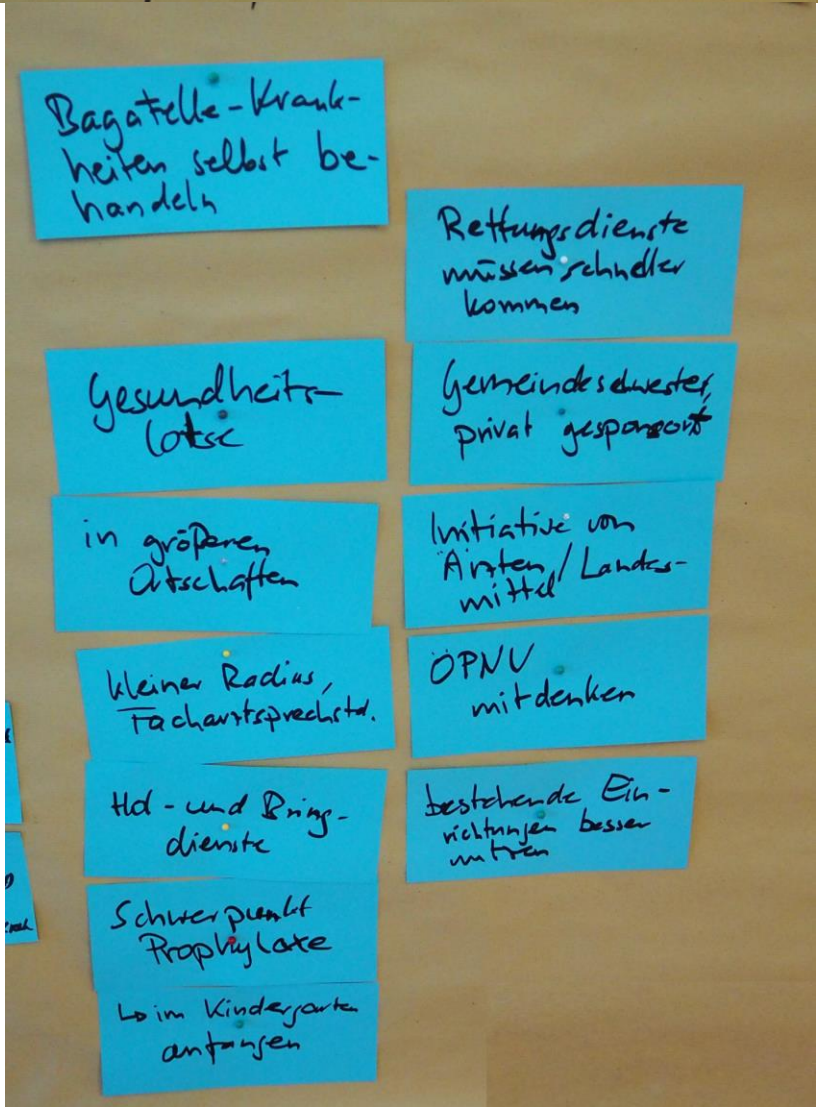 Bagatelle-Krank-
heiten selbst be-
handeln
Gesundheits-
lotse
in größeren
Ortschaften
kleiner Radius,
Facharztsprechstd.
Hol- und Bring-
dienste
Schwerpunkt
Prophylaxe
↳ im Kindergarten
anfangen
Rettungsdienste
müssen schneller
kommen
Gemeindeschwester,
privat gesponsort
Initiative von
Ärzten / Landes-
mittel
ÖPNV
mitdenken
bestehende Ein-
richtungen besser
nutzen